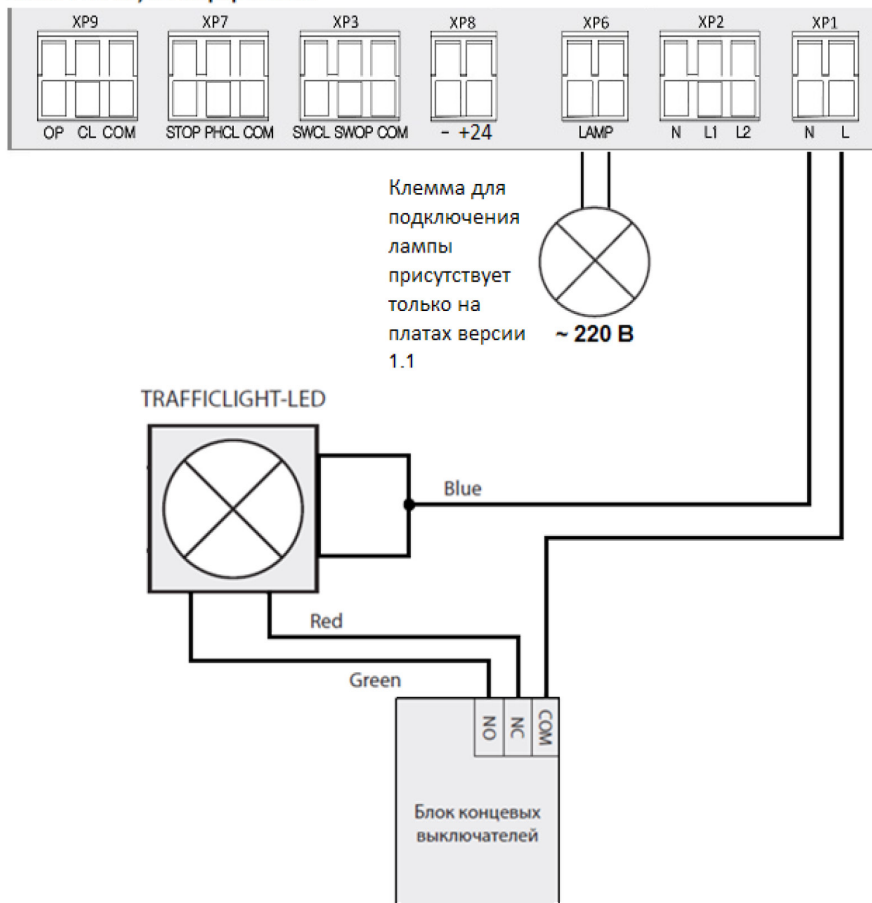 XP9 XP7 XP3 XP8 XP6 XP2 XP1
OP CL COM STOP PHCL COM SWCL SWOP COM - +24 LAMP N L1 L2 N L
Клемма для
подключения
лампы
присутствует
только на
платах версии
1.1
~ 220 В
TRAFFICLIGHT-LED
Blue
Red
Green
NO NC COM
Блок концевых
выключателей